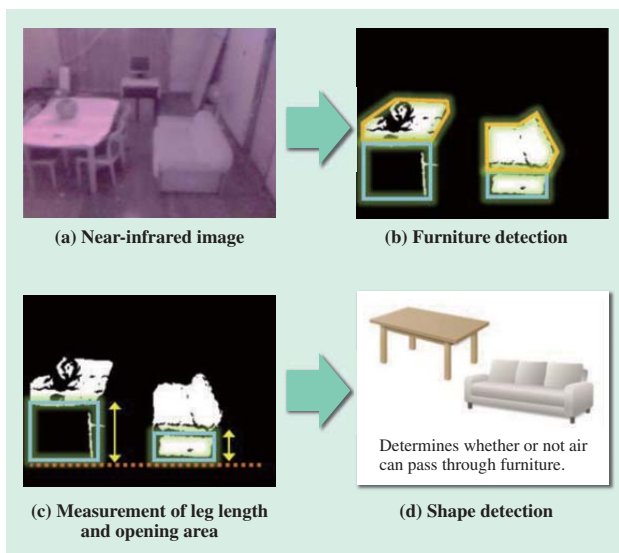 (a) Near-infrared image
(b) Furniture detection
Determines whether or not air
can pass through furniture.
(c) Measurement of leg length
and opening area
(d) Shape detection